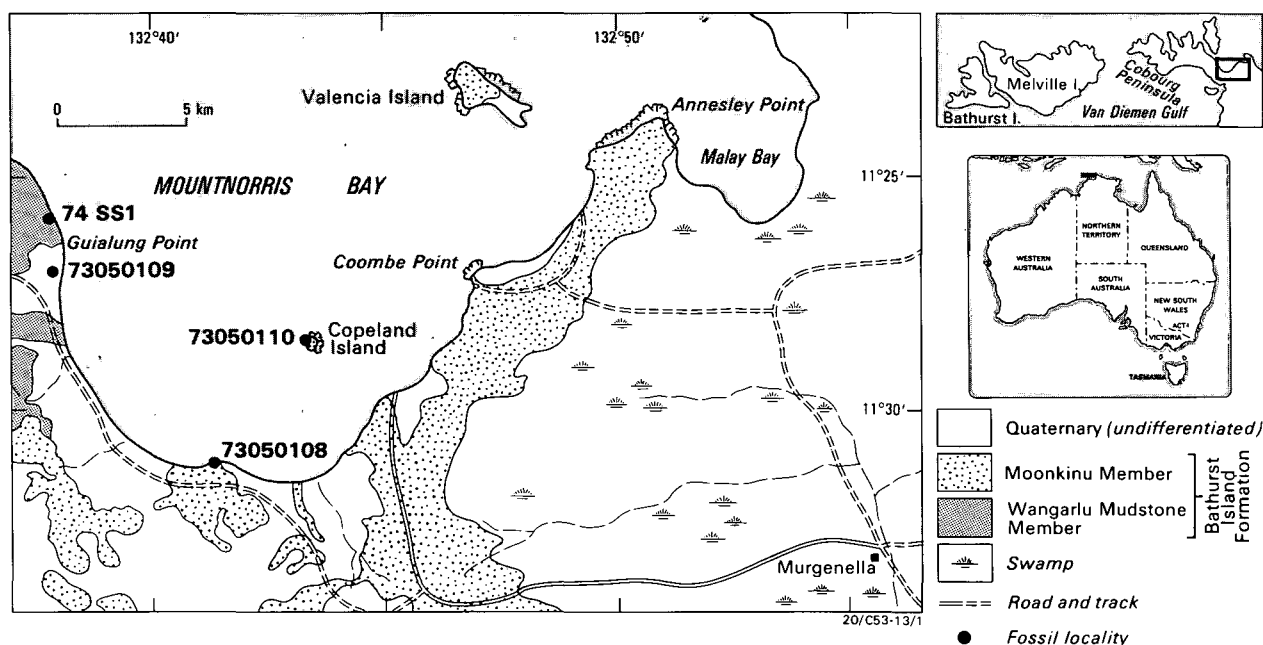 132°40'
132°50'
Valencia Island
0
5 km
Annesley Point
Malay Bay
MOUNTNORRIS BAY
11°25'
74 SS1
Guialung Point
73050109
Coombe Point
73050110
Copeland
Island
11°30'
73050108
Murgenella
20/C53-13/1
Melville I.
Bathurst I.
Cobourg
Peninsula
Van Diemen Gulf
NORTHERN
TERRITORY
QUEENSLAND
WESTERN
AUSTRALIA
SOUTH
AUSTRALIA
NEW SOUTH
WALES
ACT
VICTORIA
TASMANIA
Quaternary (undifferentiated)
Moonkinu Member
Wangarlu Mudstone
Member
Bathurst
Island
Formation
Swamp
Road and track
Fossil locality